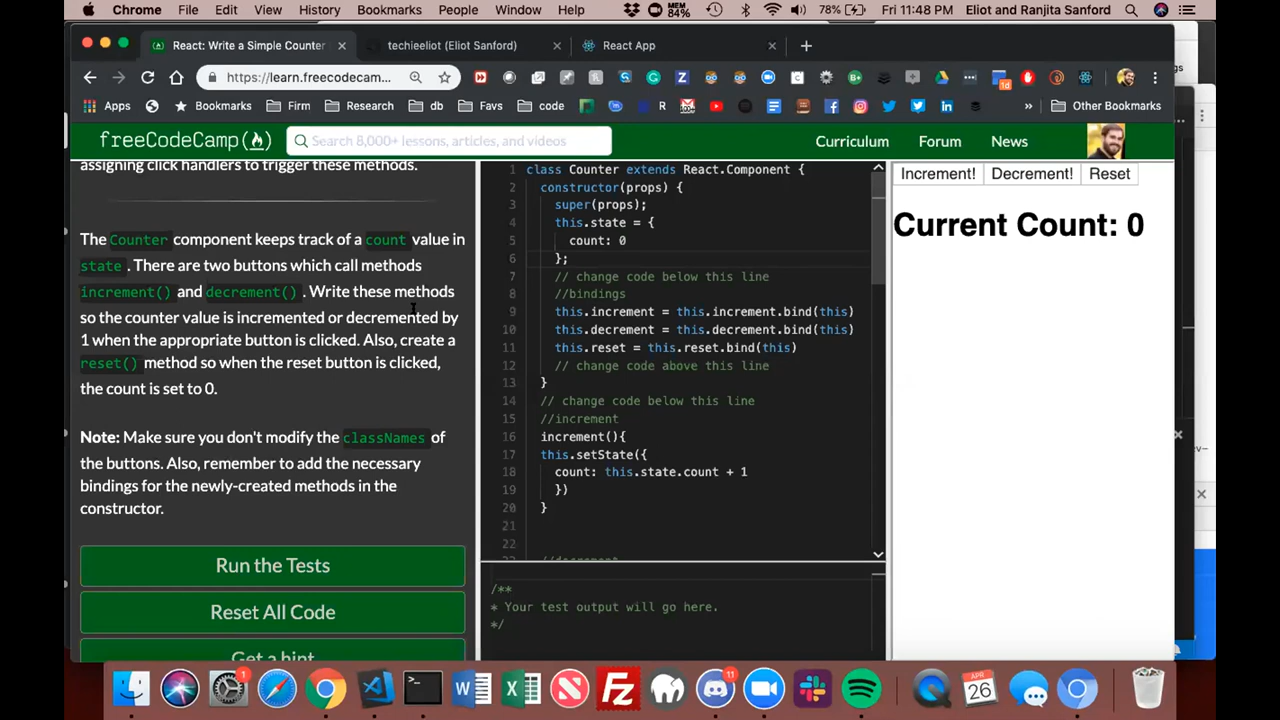 Chrome File Edit View History Bookmarks People Window Help MEM 84% 78% Fri 11:48 PM Eliot and Ranjita Sanford
React: Write a Simple Counter techieeliot (Eliot Sanford) React App
https://learn.freecodecam...
Apps Bookmarks Firm Research db Favs code R Other Bookmarks
freeCodeCamp Search 8,000+ lessons, articles, and videos Curriculum Forum News
assigning click handlers to trigger these methods.
The Counter component keeps track of a count value in
state . There are two buttons which call methods
increment() and decrement() . Write these methods
so the counter value is incremented or decremented by
1 when the appropriate button is clicked. Also, create a
reset() method so when the reset button is clicked,
the count is set to 0.
Note: Make sure you don't modify the classNames of
the buttons. Also, remember to add the necessary
bindings for the newly-created methods in the
constructor.
Run the Tests
Reset All Code
Get a hint
1 class Counter extends React.Component {
2 constructor(props) {
3 super(props);
4 this.state = {
5 count: 0
6 };
7 // change code below this line
8 //bindings
9 this.increment = this.increment.bind(this)
10 this.decrement = this.decrement.bind(this)
11 this.reset = this.reset.bind(this)
12 // change code above this line
13 }
14 // change code below this line
15 //increment
16 increment(){
17 this.setState({
18 count: this.state.count + 1
19 })
20 }
21
22
//decrement
/**
* Your test output will go here.
*/
Increment! Decrement! Reset
Current Count: 0
APR
26
11
1